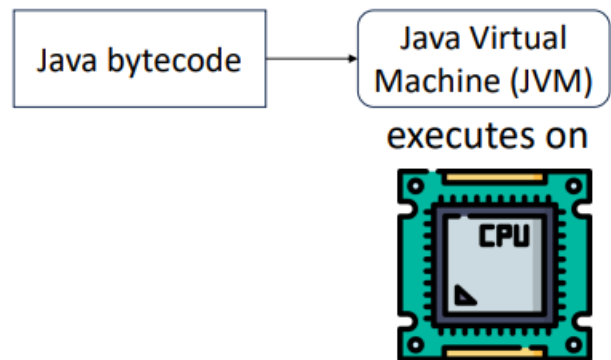 Java bytecode
Java Virtual
Machine (JVM)
executes on
CPU